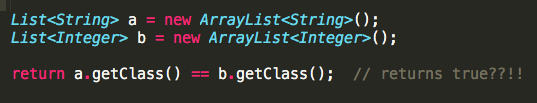 List<String> a = new ArrayList<String>();
List<Integer> b = new ArrayList<Integer>();
return a.getClass() == b.getClass();  // returns true??!!